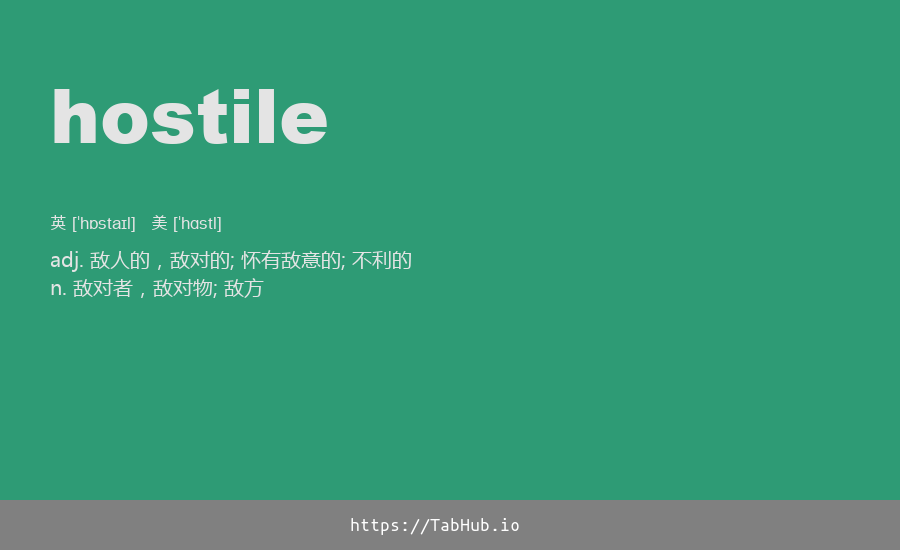 hostile
英 [ˈhɒstaɪl] 美 [ˈhɑstl]
adj. 敌人的，敌对的; 怀有敌意的; 不利的
n. 敌对者，敌对物; 敌方
https://TabHub.io